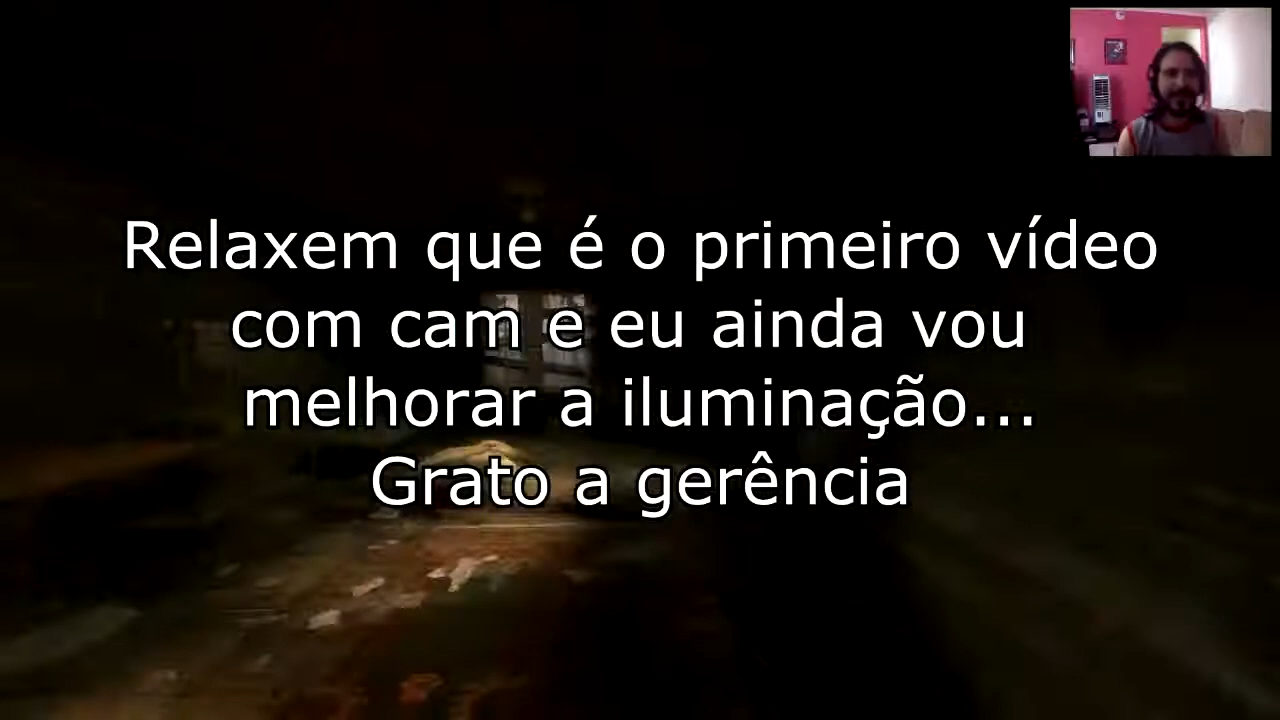 Relaxem que é o primeiro vídeo
com cam e eu ainda vou
melhorar a iluminação...
Grato a gerência